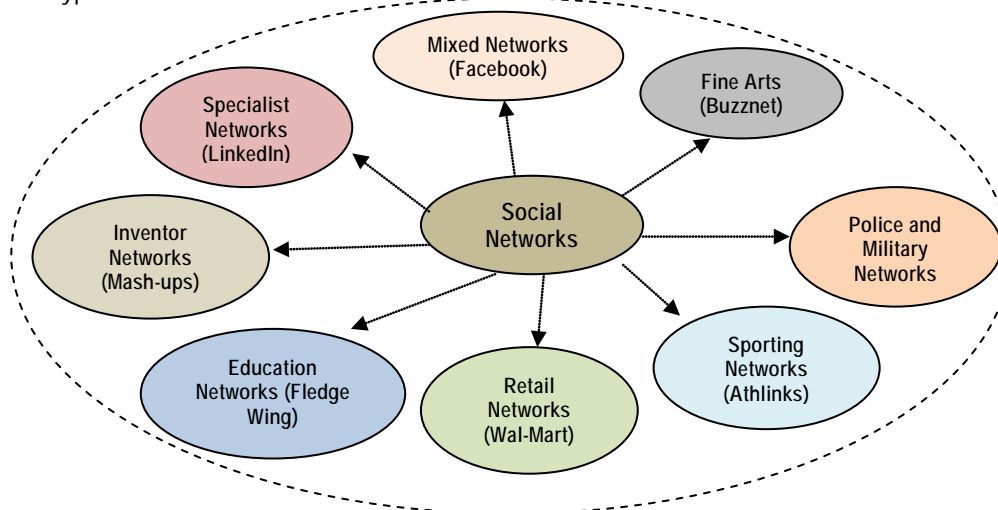 Mixed Networks
(Facebook)
Fine Arts
(Buzznet)
Specialist
Networks
(LinkedIn)
Social
Networks
Police and
Military
Networks
Inventor
Networks
(Mash-ups)
Sporting
Networks
(Athlinks)
Education
Networks (Fledge
Wing)
Retail
Networks
(Wal-Mart)